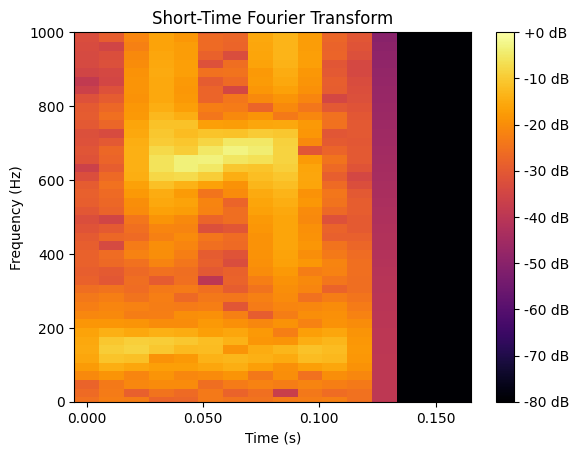 Short-Time Fourier Transform
1000
800
600
400
200
0
Frequency (Hz)
0.000
0.050
0.100
0.150
Time (s)
+0 dB
-10 dB
-20 dB
-30 dB
-40 dB
-50 dB
-60 dB
-70 dB
-80 dB